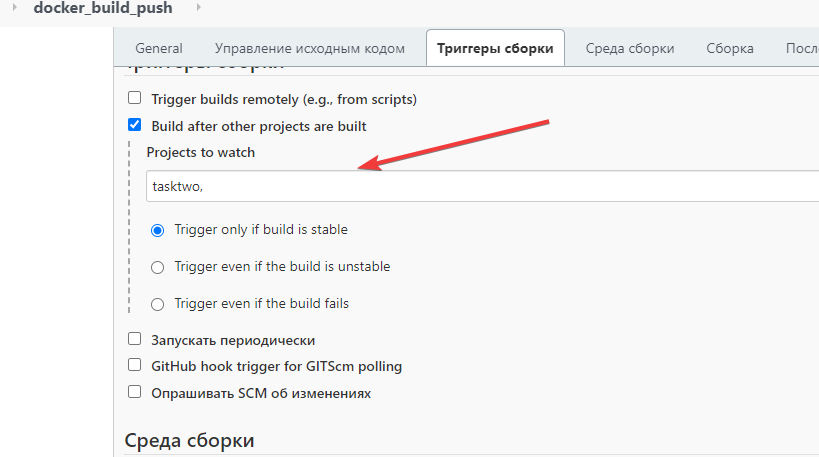 docker_build_push
General Управление исходным кодом Триггеры сборки Среда сборки Сборка Посл
Триггеры сборки
Trigger builds remotely (e.g., from scripts)
Build after other projects are built
Projects to watch
tasktwo,
Trigger only if build is stable
Trigger even if the build is unstable
Trigger even if the build fails
Запускать периодически
GitHub hook trigger for GITScm polling
Опрашивать SCM об изменениях
Среда сборки